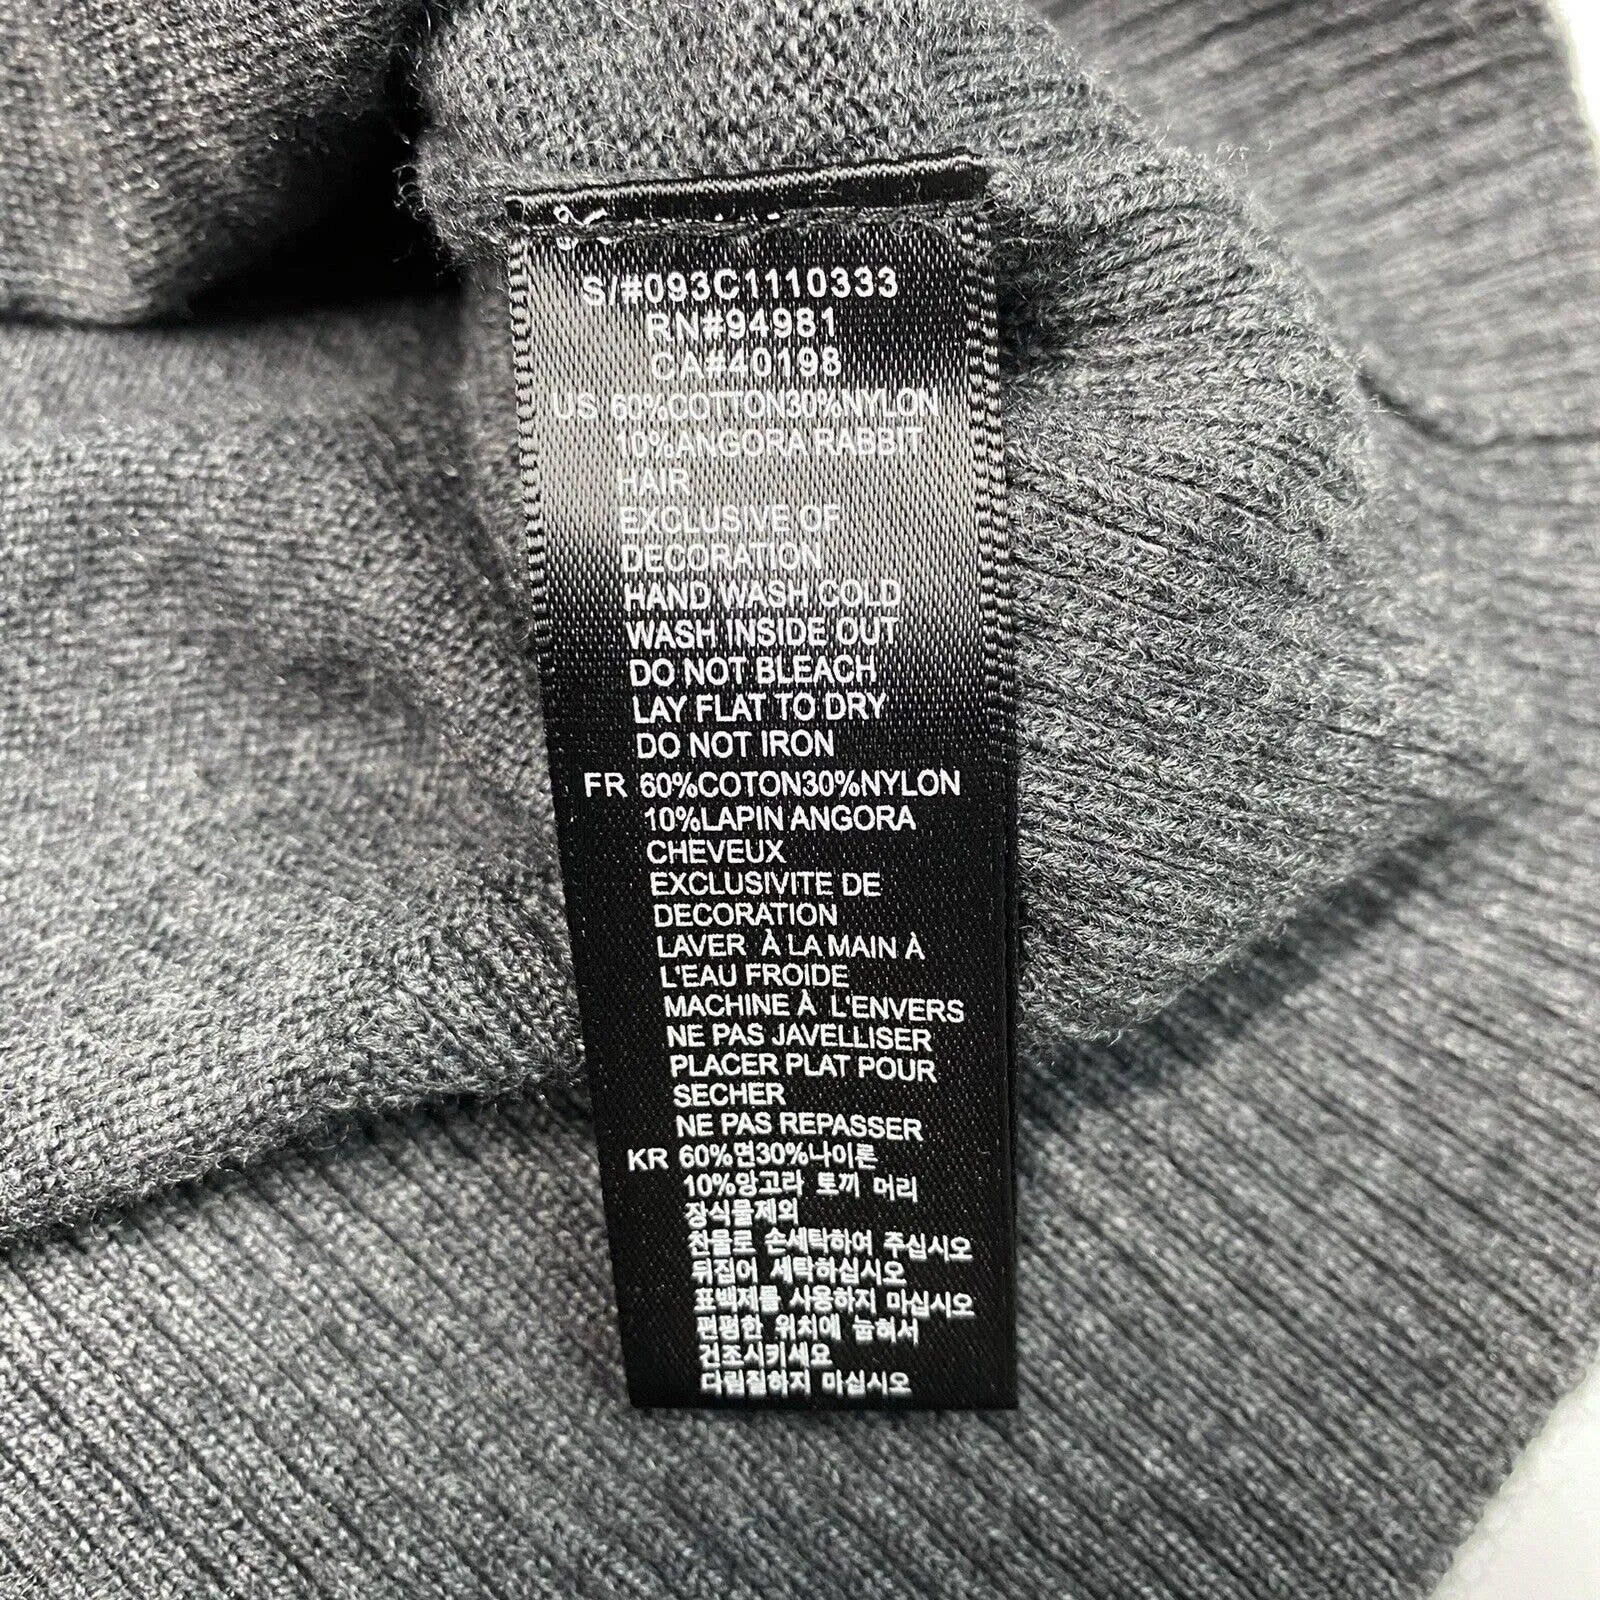 S/#093C1110333
RN#94981
CA#40198
US 60%COTTON30%NYLON
10%ANGORA RABBIT
HAIR
EXCLUSIVE OF
DECORATION
HAND WASH COLD
WASH INSIDE OUT
DO NOT BLEACH
LAY FLAT TO DRY
DO NOT IRON
FR 60%COTON30%NYLON
10%LAPIN ANGORA
CHEVEUX
EXCLUSIVITE DE
DECORATION
LAVER À LA MAIN À
L'EAU FROIDE
MACHINE À L'ENVERS
NE PAS JAVELLISER
PLACER PLAT POUR
SECHER
NE PAS REPASSER
KR 60%면30%나이론
10%앙고라 토끼 머리
장식물제외
찬물로 손세탁하여 주십시오
뒤집어 세탁하십시오
표백제를 사용하지 마십시오
편평한 위치에 눕혀서
건조시키세요
다림질하지 마십시오